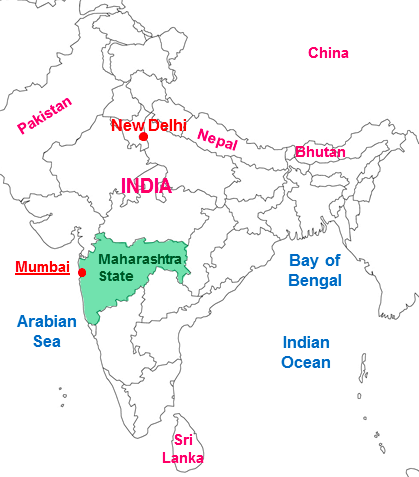 China
Pakistan
New Delhi
Nepal
Bhutan
INDIA
Maharashtra
State
Mumbai
Bay of
Bengal
Arabian
Sea
Indian
Ocean
Sri
Lanka